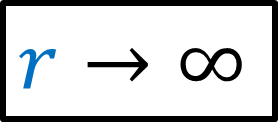 r → ∞